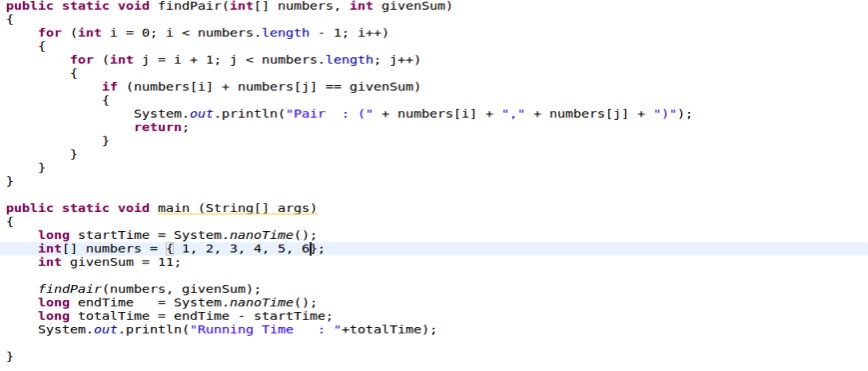 public static void findPair(int[] numbers, int givenSum)
{
    for (int i = 0; i < numbers.length - 1; i++)
    {
        for (int j = i + 1; j < numbers.length; j++)
        {
            if (numbers[i] + numbers[j] == givenSum)
            {
                System.out.println("Pair  : (" + numbers[i] + "," + numbers[j] + ")");
                return;
            }
        }
    }
}

public static void main (String[] args)
{
    long startTime = System.nanoTime();
    int[] numbers = { 1, 2, 3, 4, 5, 6};
    int givenSum = 11;

    findPair(numbers, givenSum);
    long endTime   = System.nanoTime();
    long totalTime = endTime - startTime;
    System.out.println("Running Time   : "+totalTime);

}